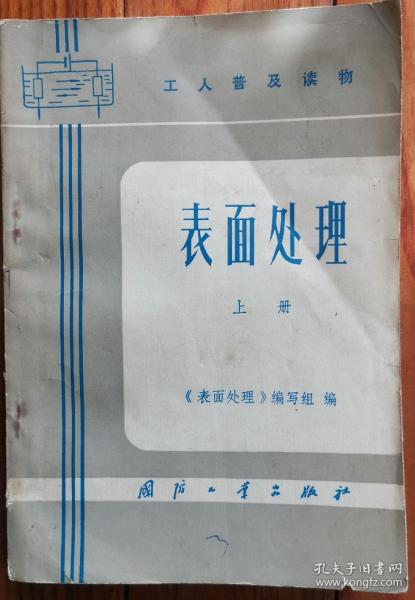 工人普及读物
表面处理
上册
《表面处理》编写组 编
国防工业出版社
孔夫子旧书网
www.kongfz.com